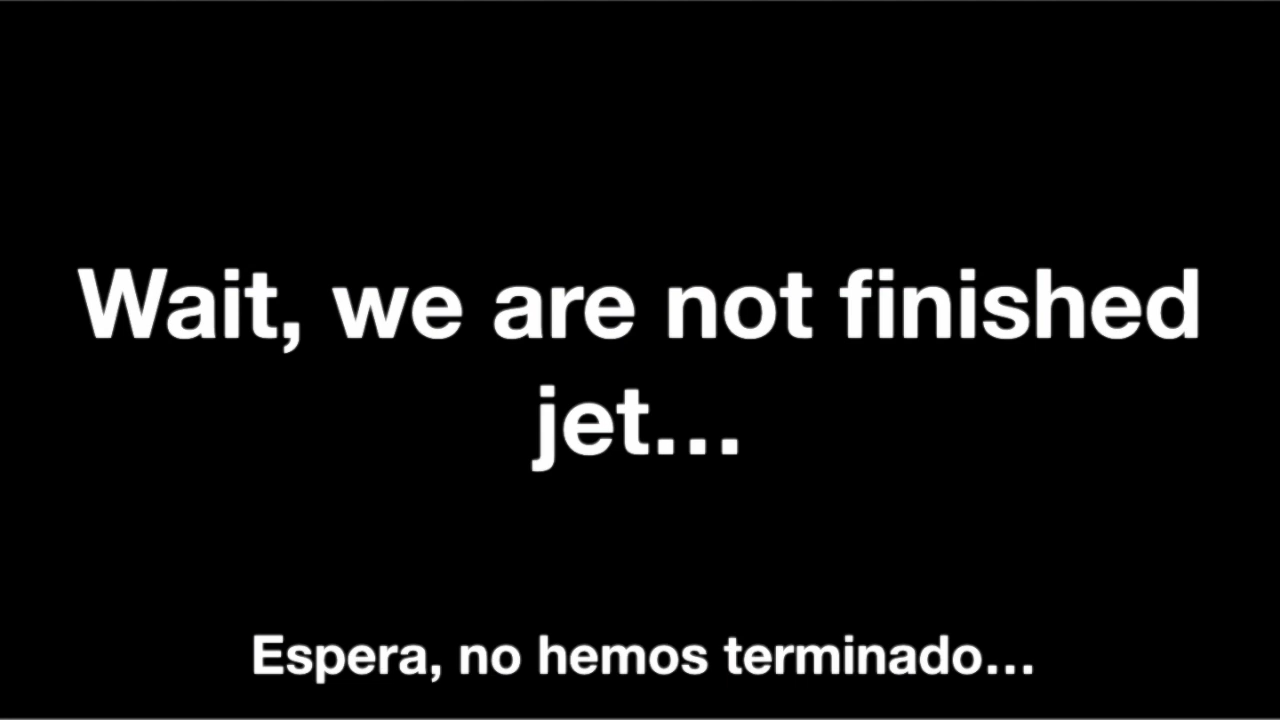 Wait, we are not finished
jet...
Espera, no hemos terminado...